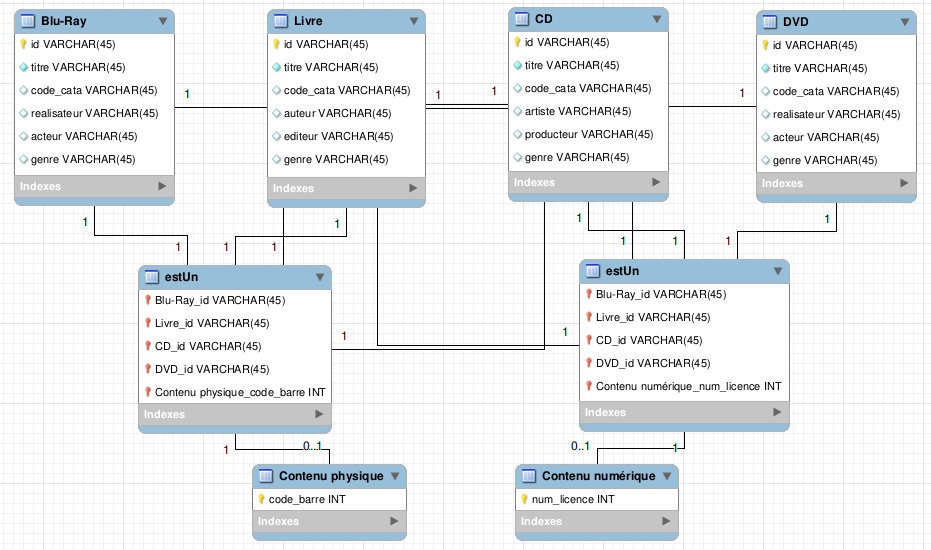 Blu-Ray
id VARCHAR(45)
titre VARCHAR(45)
code_cata VARCHAR(45)
realisateur VARCHAR(45)
acteur VARCHAR(45)
genre VARCHAR(45)
Indexes
Livre
id VARCHAR(45)
titre VARCHAR(45)
code_cata VARCHAR(45)
auteur VARCHAR(45)
editeur VARCHAR(45)
genre VARCHAR(45)
Indexes
CD
id VARCHAR(45)
titre VARCHAR(45)
code_cata VARCHAR(45)
artiste VARCHAR(45)
producteur VARCHAR(45)
genre VARCHAR(45)
Indexes
DVD
id VARCHAR(45)
titre VARCHAR(45)
code_cata VARCHAR(45)
realisateur VARCHAR(45)
acteur VARCHAR(45)
genre VARCHAR(45)
Indexes
1
1
1
1
1
1
1
1
1
1
1
1
1
1
estUn
Blu-Ray_id VARCHAR(45)
Livre_id VARCHAR(45)
CD_id VARCHAR(45)
DVD_id VARCHAR(45)
Contenu physique_code_barre INT
Indexes
1
1
estUn
Blu-Ray_id VARCHAR(45)
Livre_id VARCHAR(45)
CD_id VARCHAR(45)
DVD_id VARCHAR(45)
Contenu numérique_num_licence INT
Indexes
1
0..1
0..1
1
Contenu physique
code_barre INT
Indexes
Contenu numérique
num_licence INT
Indexes